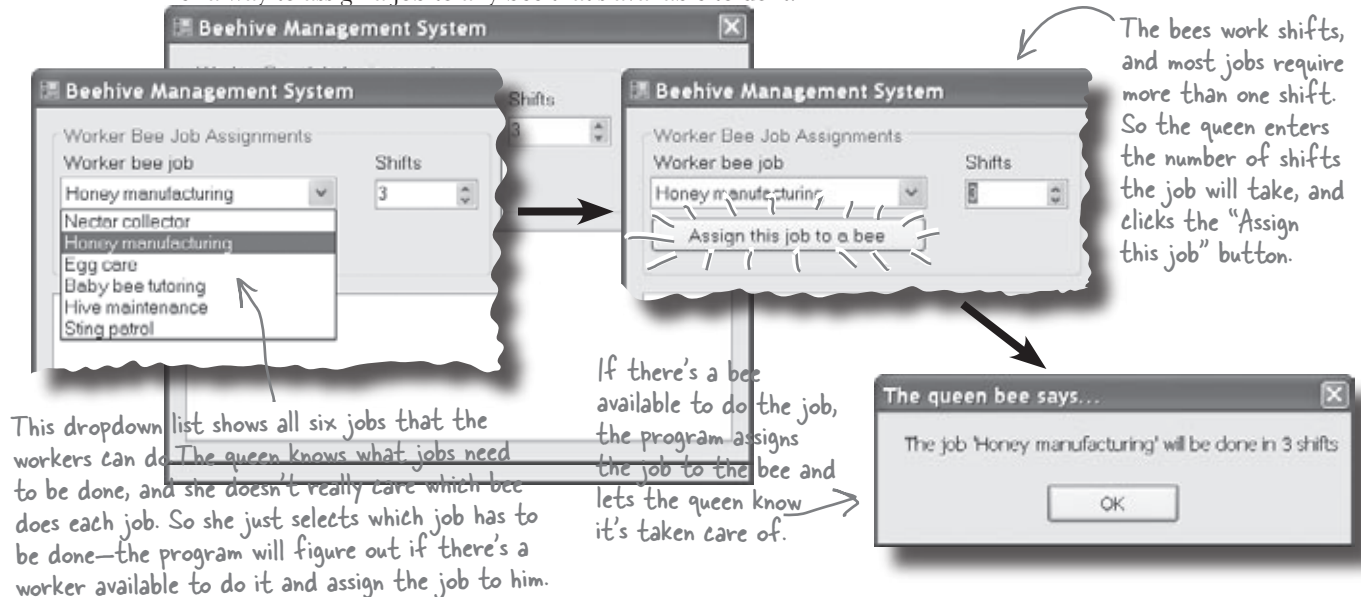 Beehive Management System
Shifts
3
Beehive Management System
Worker Bee Job Assignments
Worker bee job
Shifts
Honey manufacturing
3
Nectar collector
Honey manufacturing
Egg care
Baby bee tutoring
Hive maintenance
Sting patrol
Beehive Management System
Worker Bee Job Assignments
Worker bee job
Shifts
Honey manufacturing
3
Assign this job to a bee
The bees work shifts,
and most jobs require
more than one shift.
So the queen enters
the number of shifts
the job will take, and
clicks the “Assign
this job” button.
This dropdown list shows all six jobs that the
workers can do. The queen knows what jobs need
to be done, and she doesn't really care which bee
does each job. So she just selects which job has to
be done—the program will figure out if there's a
worker available to do it and assign the job to him.
If there's a bee
available to do the job,
the program assigns
the job to the bee and
lets the queen know
it's taken care of.
The queen bee says...
The job 'Honey manufacturing' will be done in 3 shifts
OK